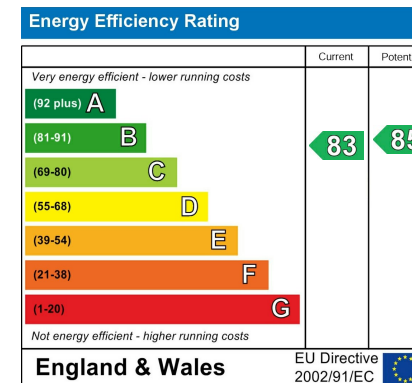 Energy Efficiency Rating
Current Potent
Very energy efficient - lower running costs
(92 plus) A
(81-91) B
83 85
(69-80) C
(55-68) D
(39-54) E
(21-38) F
(1-20) G
Not energy efficient - higher running costs
England & Wales
EU Directive
2002/91/EC